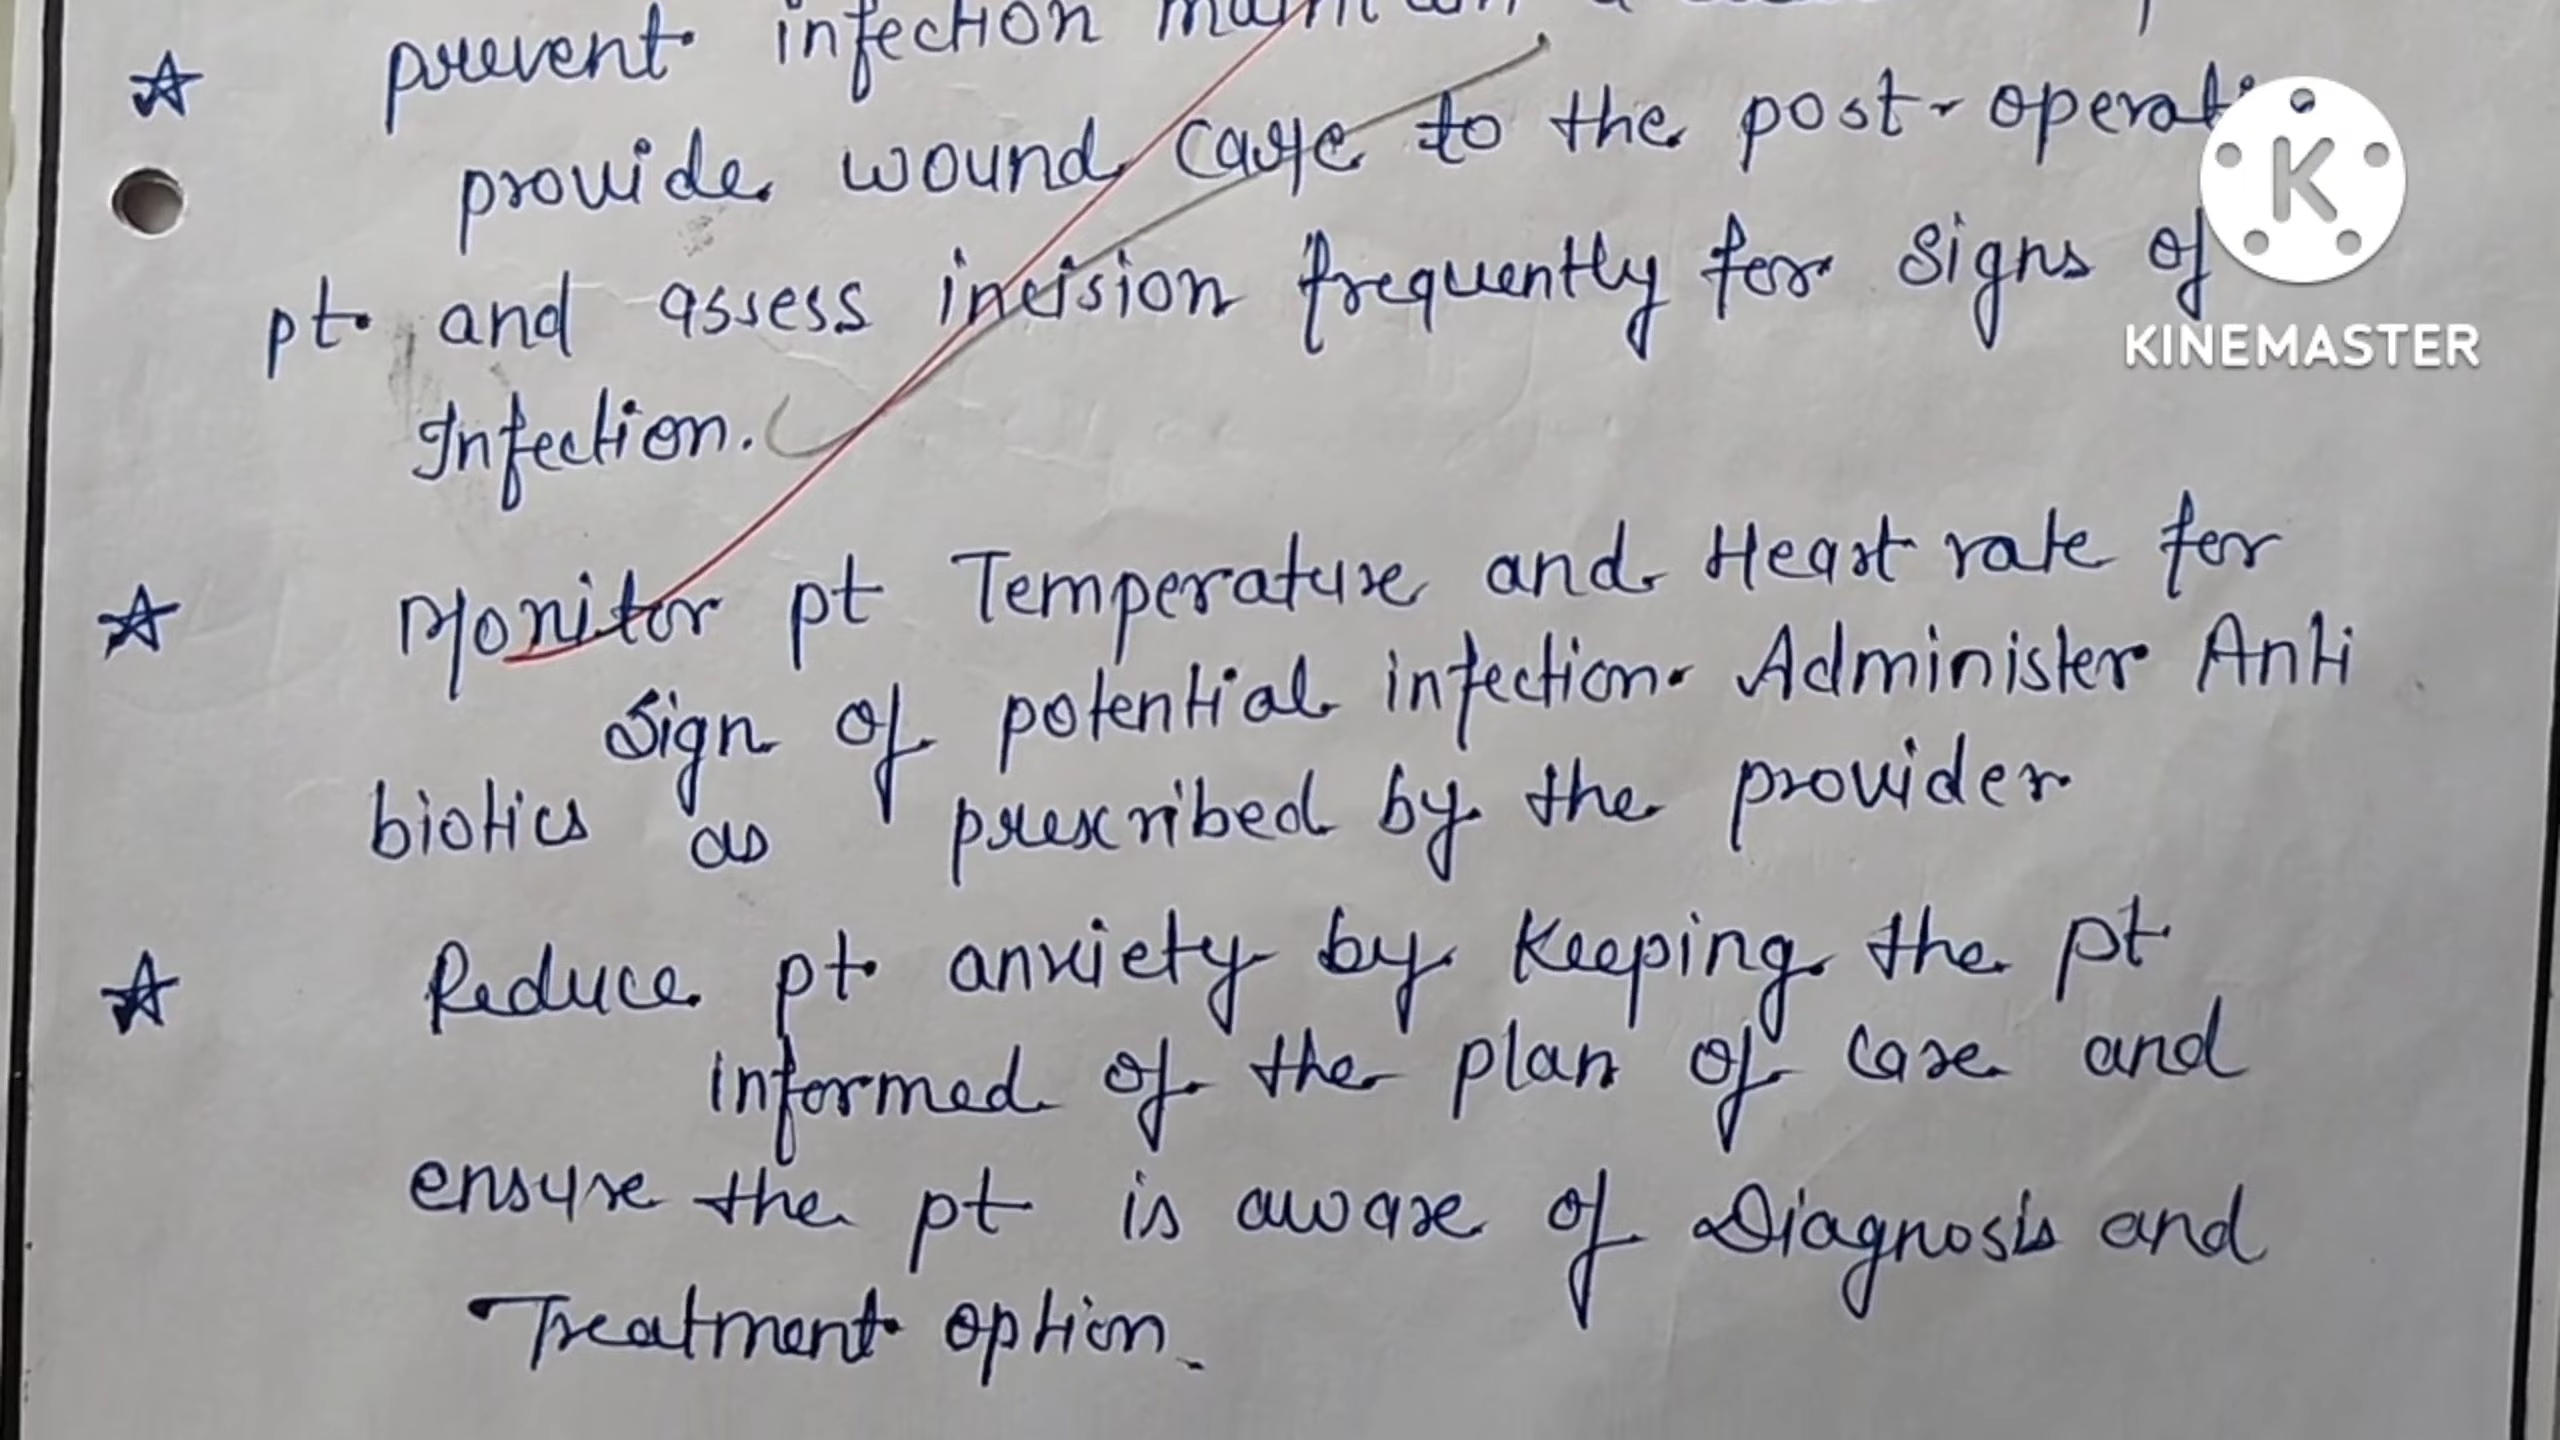 ☆ prevent infection maintain a
provide wound care to the post-operati
pt and assess incision frequently for Signs of
Infection.
☆ Monitor pt Temperature and Heart rate for
Sign of potential infection. Administer Anti
biotics as prescribed by the provider
☆ Reduce pt anxiety by Keeping the pt
informed of the plan of care and
ensure the pt is aware of Diagnosis and
Treatment option.
K
KINEMASTER